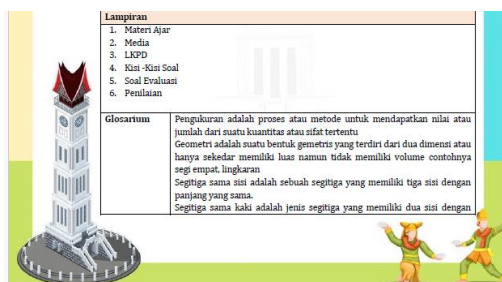 Lampiran
1. Materi Ajar
2. Media
3. LKPD
4. Kisi -Kisi Soal
5. Soal Evaluasi
6. Penilaian
Glosarium
Pengukuran adalah proses atau metode untuk mendapatkan nilai atau
jumlah dari suatu kuantitas atau sifat tertentu
Geometri adalah suatu bentuk gemetris yang terdiri dari dua dimensi atau
hanya sekedar memiliki luas namun tidak memiliki volume contohnya
segi empat, lingkaran
Segitiga sama sisi adalah sebuah segitiga yang memiliki tiga sisi dengan
panjang yang sama.
Segitiga sama kaki adalah jenis segitiga yang memiliki dua sisi dengan